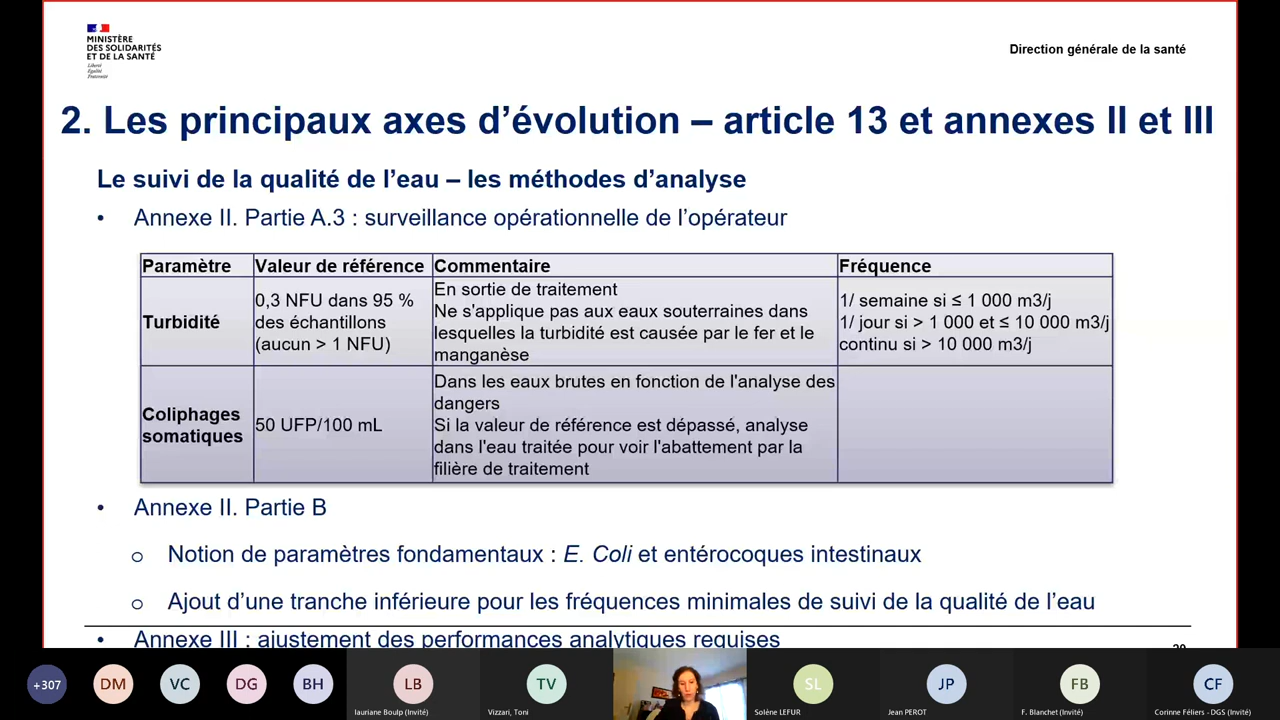 MINISTÈRE
DES SOLIDARITÉS
ET DE LA SANTÉ
Liberté
Égalité
Fraternité
Direction générale de la santé
2. Les principaux axes d’évolution – article 13 et annexes II et III
Le suivi de la qualité de l’eau – les méthodes d’analyse
• Annexe II. Partie A.3 : surveillance opérationnelle de l’opérateur
Paramètre Valeur de référence Commentaire Fréquence
Turbidité
0,3 NFU dans 95 %
des échantillons
(aucun > 1 NFU)
En sortie de traitement
Ne s'applique pas aux eaux souterraines dans
lesquelles la turbidité est causée par le fer et le
manganèse
1/ semaine si ≤ 1 000 m3/j
1/ jour si > 1 000 et ≤ 10 000 m3/j
continu si > 10 000 m3/j
Coliphages
somatiques
50 UFP/100 mL
Dans les eaux brutes en fonction de l'analyse des
dangers
Si la valeur de référence est dépassé, analyse
dans l'eau traitée pour voir l'abattement par la
filière de traitement
• Annexe II. Partie B
o Notion de paramètres fondamentaux : E. Coli et entérocoques intestinaux
o Ajout d’une tranche inférieure pour les fréquences minimales de suivi de la qualité de l’eau
• Annexe III : ajustement des performances analytiques requises
+307 DM VC DG BH LB TV SL JP FB CF
lauriane Boulp (Invité) Vizzari, Toni Solène LEFUR Jean PEROT F. Blanchet (Invité) Corinne Féliers - DGS (Invité)